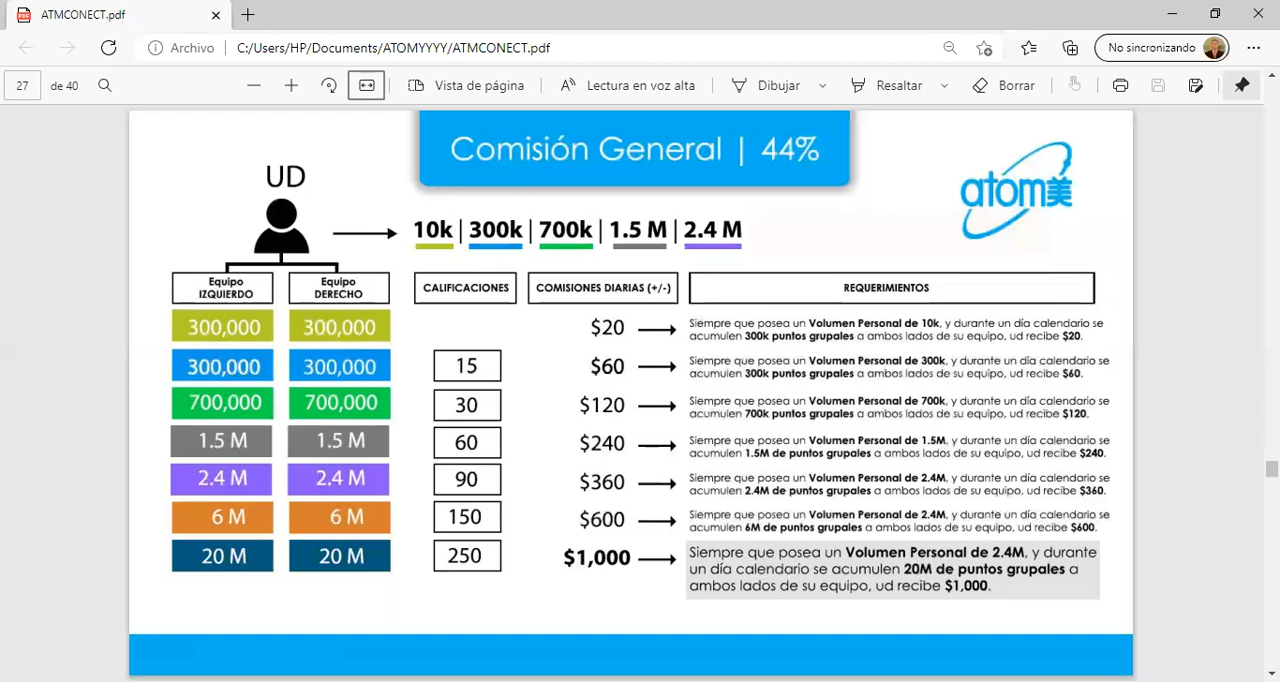 ATMCONECT.pdf
Archivo
C:/Users/HP/Documents/ATOMYYYY/ATMCONECT.pdf
No sincronizando
27 de 40
Vista de página
Lectura en voz alta
Dibujar
Resaltar
Borrar
Comisión General | 44%
atom美
UD
10k | 300k | 700k | 1.5 M | 2.4 M
Equipo
IZQUIERDO
Equipo
DERECHO
CALIFICACIONES
COMISIONES DIARIAS (+/-)
REQUERIMIENTOS
300,000 300,000 $20
Siempre que posea un Volumen Personal de 10k, y durante un día calendario se
acumulen 300k puntos grupales a ambos lados de su equipo, ud recibe $20.
300,000 300,000 15 $60
Siempre que posea un Volumen Personal de 300k, y durante un día calendario se
acumulen 300k puntos grupales a ambos lados de su equipo, ud recibe $60.
700,000 700,000 30 $120
Siempre que posea un Volumen Personal de 700k, y durante un día calendario se
acumulen 700k puntos grupales a ambos lados de su equipo, ud recibe $120.
1.5 M 1.5 M 60 $240
Siempre que posea un Volumen Personal de 1.5M, y durante un día calendario se
acumulen 1.5M de puntos grupales a ambos lados de su equipo, ud recibe $240.
2.4 M 2.4 M 90 $360
Siempre que posea un Volumen Personal de 2.4M, y durante un día calendario se
acumulen 2.4M de puntos grupales a ambos lados de su equipo, ud recibe $360.
6 M 6 M 150 $600
Siempre que posea un Volumen Personal de 2.4M, y durante un día calendario se
acumulen 6M de puntos grupales a ambos lados de su equipo, ud recibe $600.
20 M 20 M 250 $1,000
Siempre que posea un Volumen Personal de 2.4M, y durante
un día calendario se acumulen 20M de puntos grupales a
ambos lados de su equipo, ud recibe $1,000.